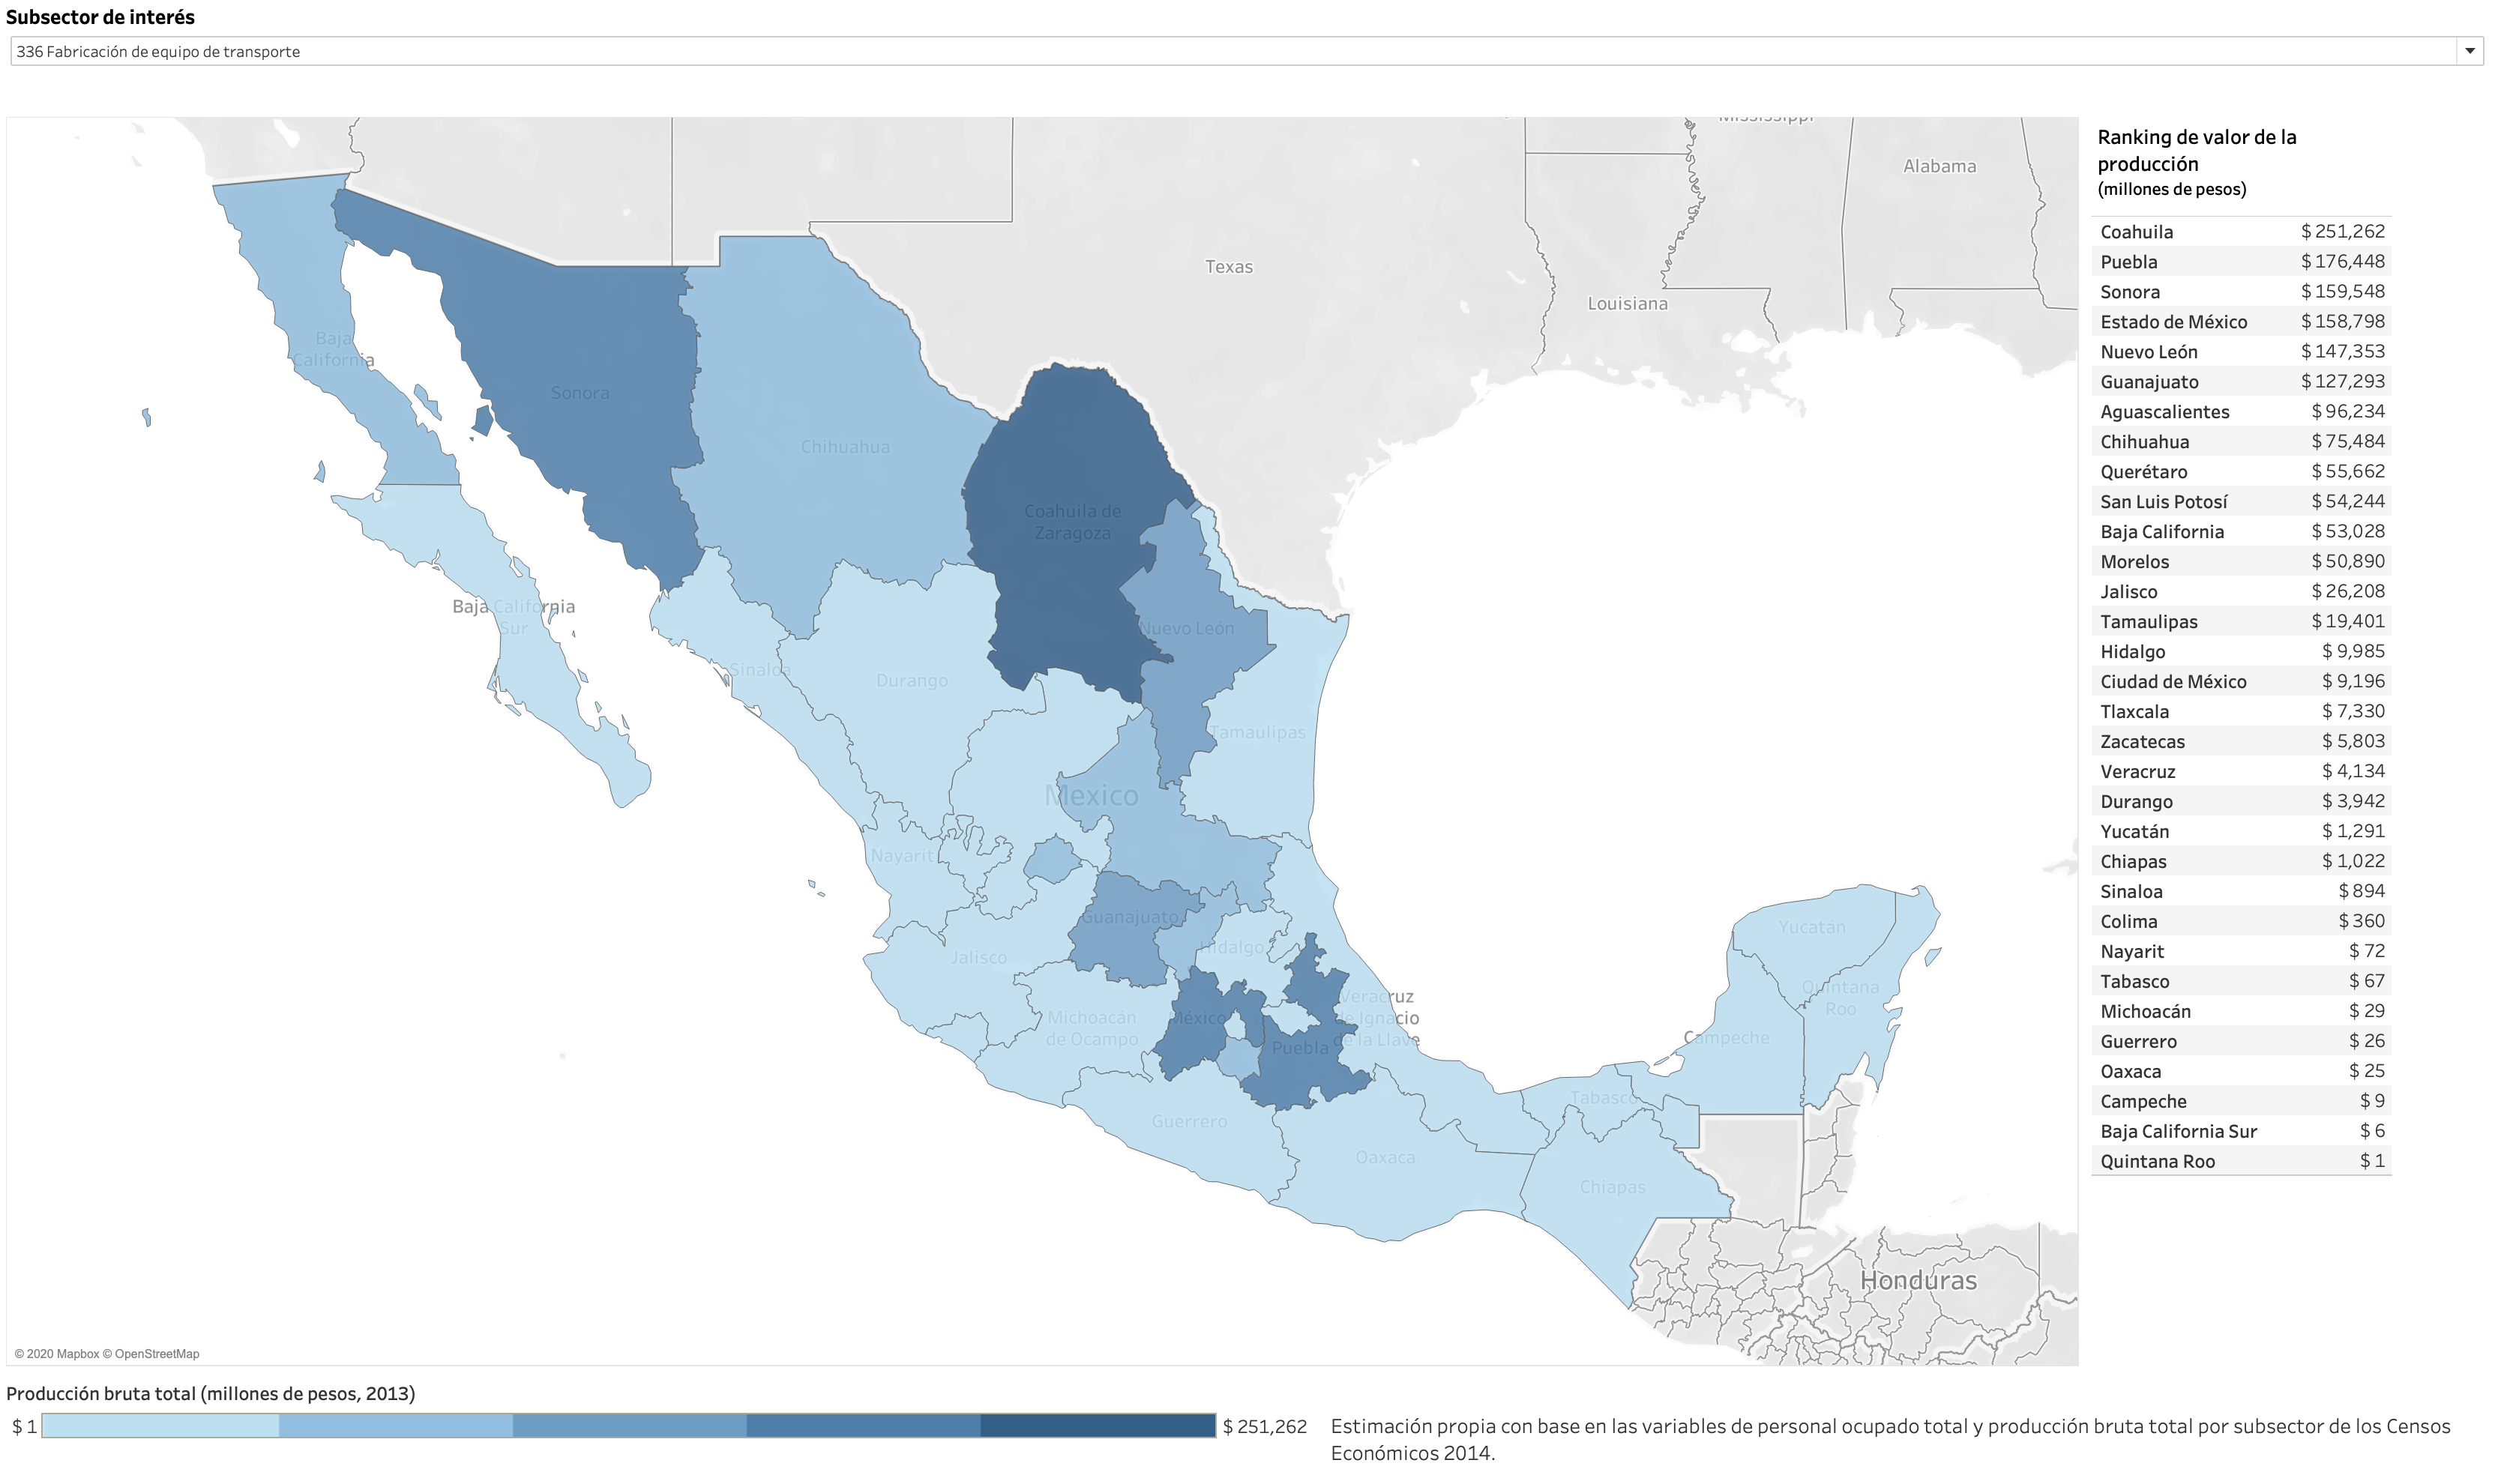 Subsector de interés
336 Fabricación de equipo de transporte
Mississippi
Alabama
Texas
Louisiana
Baja
California
Sonora
Chihuahua
Coahuila de
Zaragoza
Baja California
Sur
Nuevo León
Sinaloa
Durango
Tamaulipas
Mexico
Nayarit
Guanajuato
Hidalgo
Jalisco
Yucatán
Quintana
Roo
Veracruz
de Ignacio
de la Llave
Michoacán
de Ocampo
México
Puebla
Campeche
Tabasco
Guerrero
Oaxaca
Chiapas
Honduras
© 2020 Mapbox © OpenStreetMap
Ranking de valor de la
producción
(millones de pesos)
Coahuila $ 251,262
Puebla $ 176,448
Sonora $ 159,548
Estado de México $ 158,798
Nuevo León $ 147,353
Guanajuato $ 127,293
Aguascalientes $ 96,234
Chihuahua $ 75,484
Querétaro $ 55,662
San Luis Potosí $ 54,244
Baja California $ 53,028
Morelos $ 50,890
Jalisco $ 26,208
Tamaulipas $ 19,401
Hidalgo $ 9,985
Ciudad de México $ 9,196
Tlaxcala $ 7,330
Zacatecas $ 5,803
Veracruz $ 4,134
Durango $ 3,942
Yucatán $ 1,291
Chiapas $ 1,022
Sinaloa $ 894
Colima $ 360
Nayarit $ 72
Tabasco $ 67
Michoacán $ 29
Guerrero $ 26
Oaxaca $ 25
Campeche $ 9
Baja California Sur $ 6
Quintana Roo $ 1
Producción bruta total (millones de pesos, 2013)
$ 1 $ 251,262
Estimación propia con base en las variables de personal ocupado total y producción bruta total por subsector de los Censos
Económicos 2014.